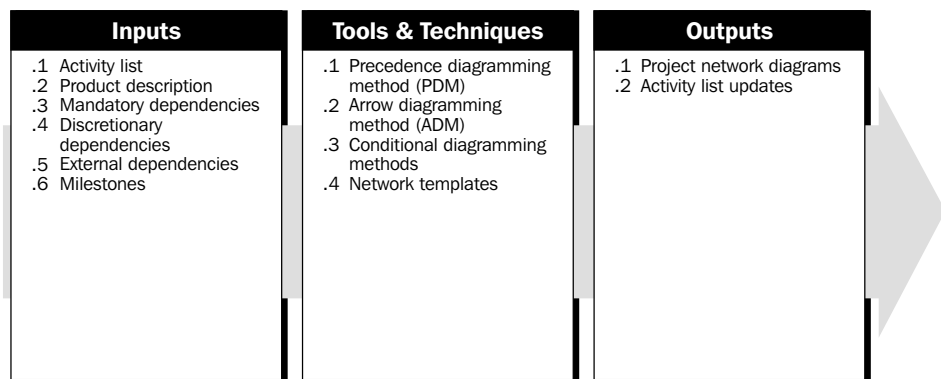 Inputs
.1 Activity list
.2 Product description
.3 Mandatory dependencies
.4 Discretionary
dependencies
.5 External dependencies
.6 Milestones
Tools & Techniques
.1 Precedence diagramming
method (PDM)
.2 Arrow diagramming
method (ADM)
.3 Conditional diagramming
methods
.4 Network templates
Outputs
.1 Project network diagrams
.2 Activity list updates